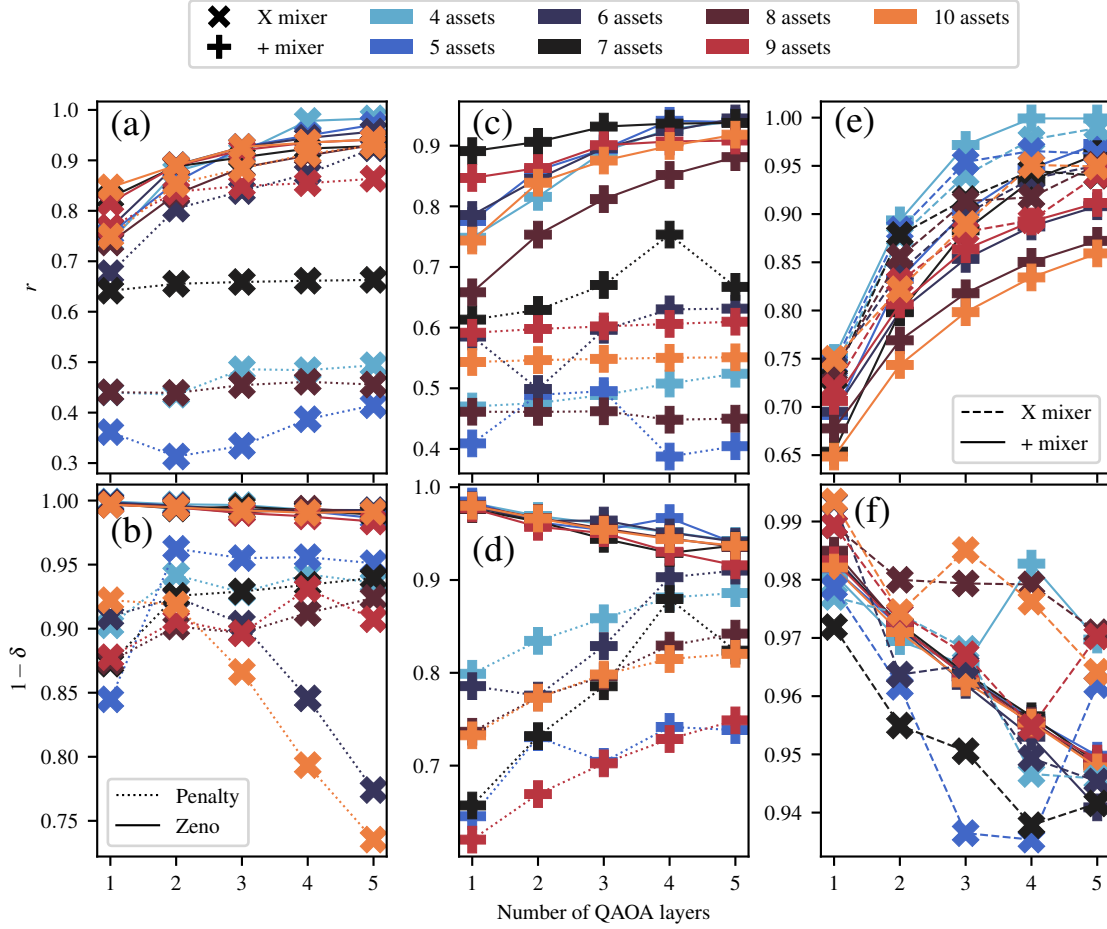 X mixer 4 assets 6 assets 8 assets 10 assets
+ mixer 5 assets 7 assets 9 assets
(a)
1.0
0.9
0.8
0.7
0.6
0.5
0.4
0.3
r
(c)
0.9
0.8
0.7
0.6
0.5
0.4
(e)
1.00
0.95
0.90
0.85
0.80
0.75
0.70
0.65
X mixer
+ mixer
(b)
1.00
0.95
0.90
0.85
0.80
0.75
1 − δ
Penalty
Zeno
1 2 3 4 5
(d)
1.0
0.9
0.8
0.7
1 2 3 4 5
Number of QAOA layers
(f)
0.99
0.98
0.97
0.96
0.95
0.94
1 2 3 4 5